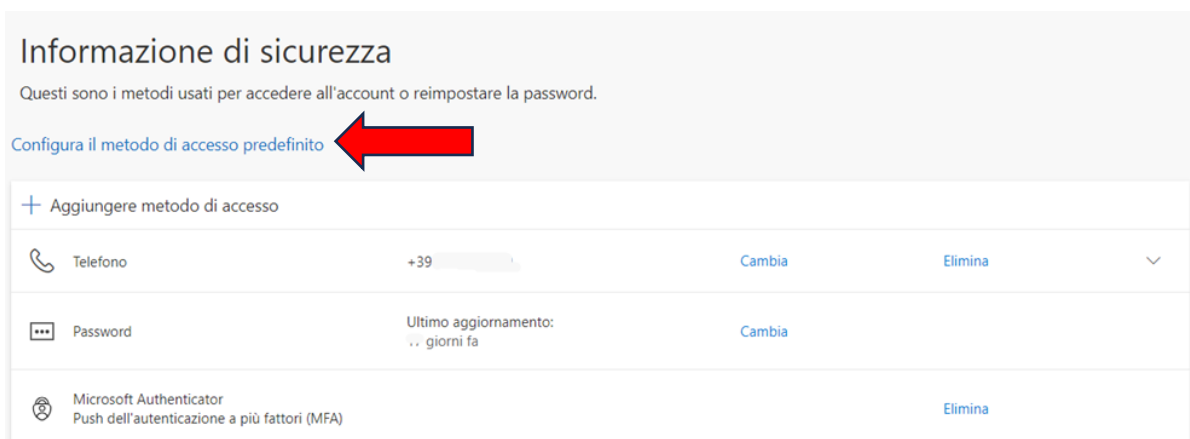 Informazione di sicurezza
Questi sono i metodi usati per accedere all'account o reimpostare la password.
Configura il metodo di accesso predefinito
Aggiungere metodo di accesso
Telefono +39 Cambia Elimina
Password Ultimo aggiornamento: giorni fa Cambia
Microsoft Authenticator
Push dell'autenticazione a più fattori (MFA) Elimina